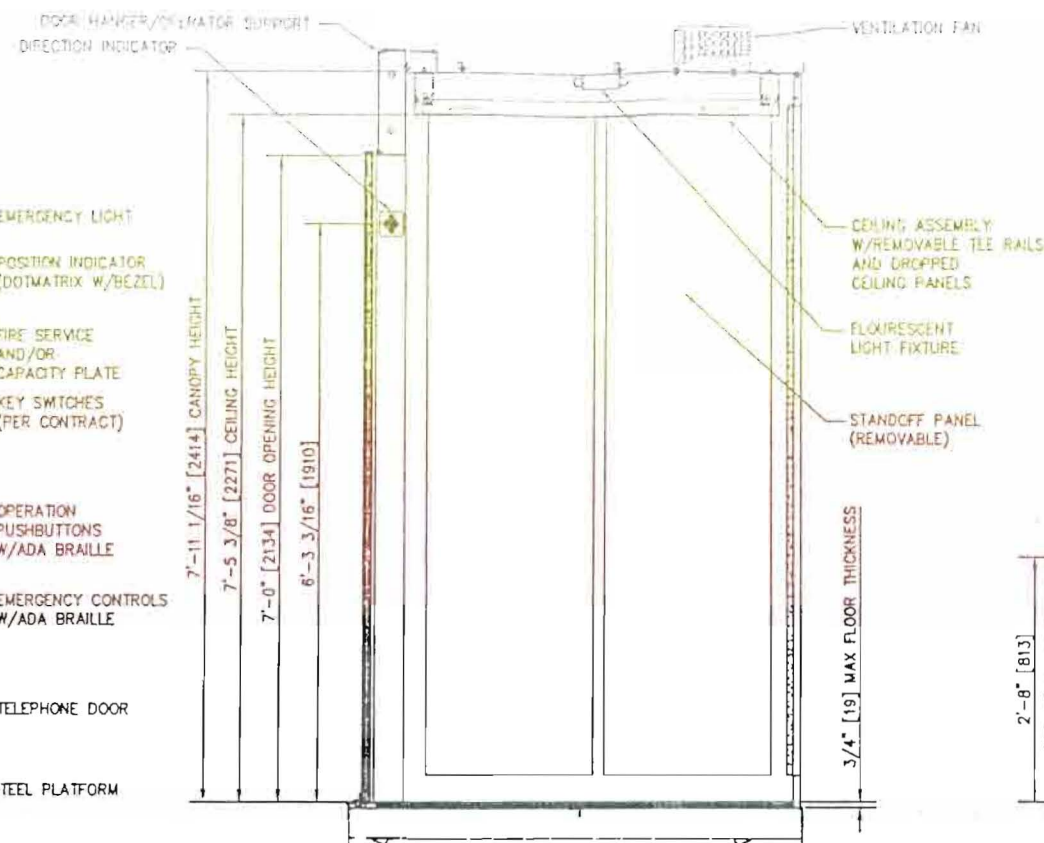 DOOR HANGER/OPERATOR SUPPORT
DIRECTION INDICATOR
VENTILATION FAN
EMERGENCY LIGHT
POSITION INDICATOR
(DOTMATRIX W/BEZEL)
FIRE SERVICE
AND/OR
CAPACITY PLATE
KEY SWITCHES
(PER CONTRACT)
OPERATION
PUSHBUTTONS
W/ADA BRAILLE
EMERGENCY CONTROLS
W/ADA BRAILLE
TELEPHONE DOOR
TEEL PLATFORM
7'-11 1/16" [2414] CANOPY HEIGHT
7'-5 3/8" [2271] CEILING HEIGHT
7'-0" [2134] DOOR OPENING HEIGHT
6'-3 3/16" [1910]
CEILING ASSEMBLY
W/REMOVABLE TEE RAILS
AND DROPPED
CEILING PANELS
FLOURESCENT
LIGHT FIXTURE
STANDOFF PANEL
(REMOVABLE)
3/4" [19] MAX FLOOR THICKNESS
2'-8" [813]